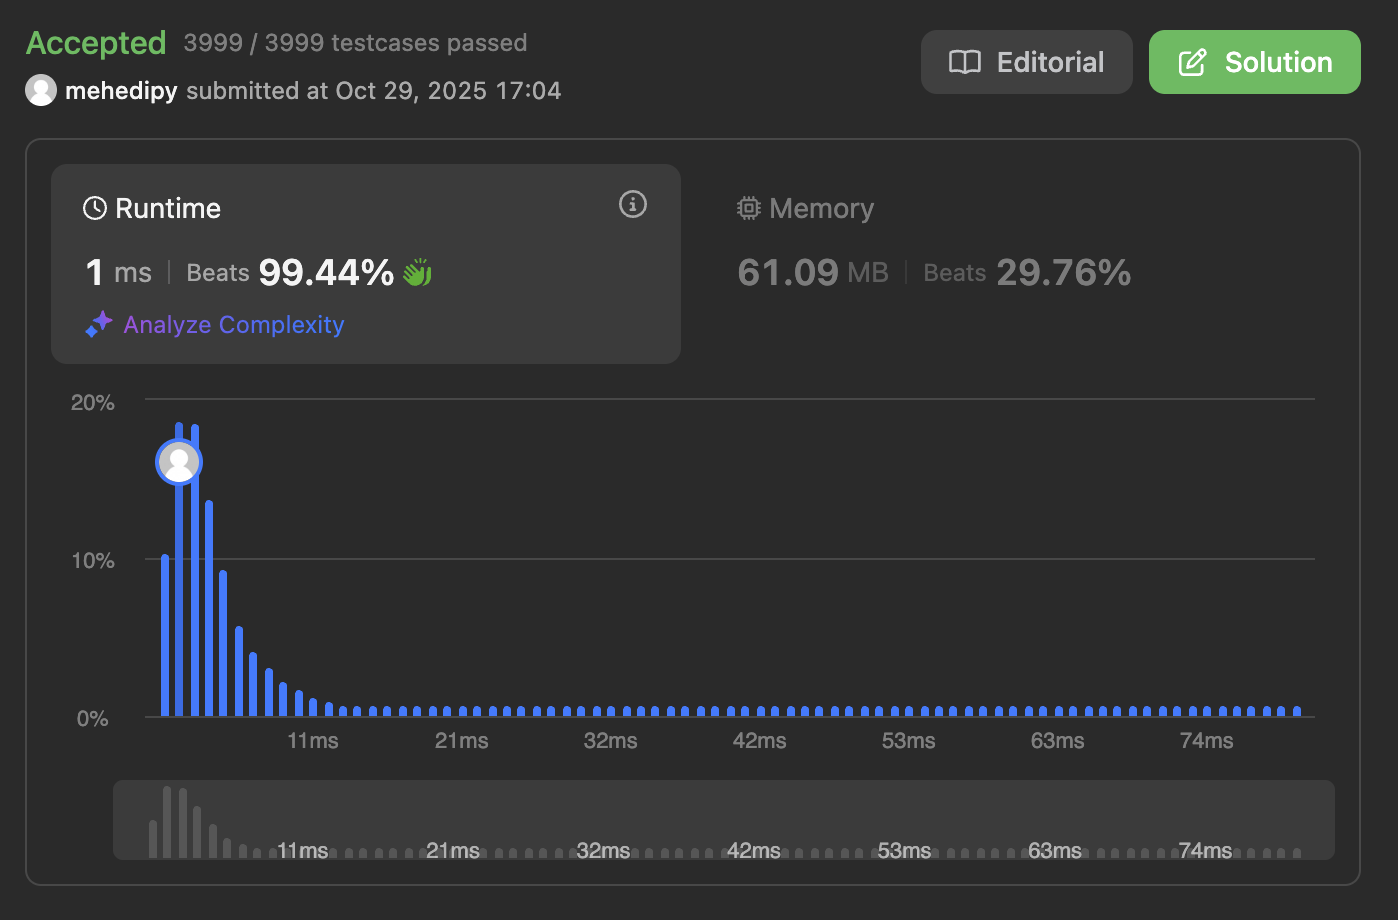 Accepted 3999 / 3999 testcases passed
mehedipy submitted at Oct 29, 2025 17:04
Editorial
Solution
Runtime
1 ms | Beats 99.44%
Analyze Complexity
Memory
61.09 MB | Beats 29.76%
20%
10%
0%
11ms 21ms 32ms 42ms 53ms 63ms 74ms
11ms 21ms 32ms 42ms 53ms 63ms 74ms